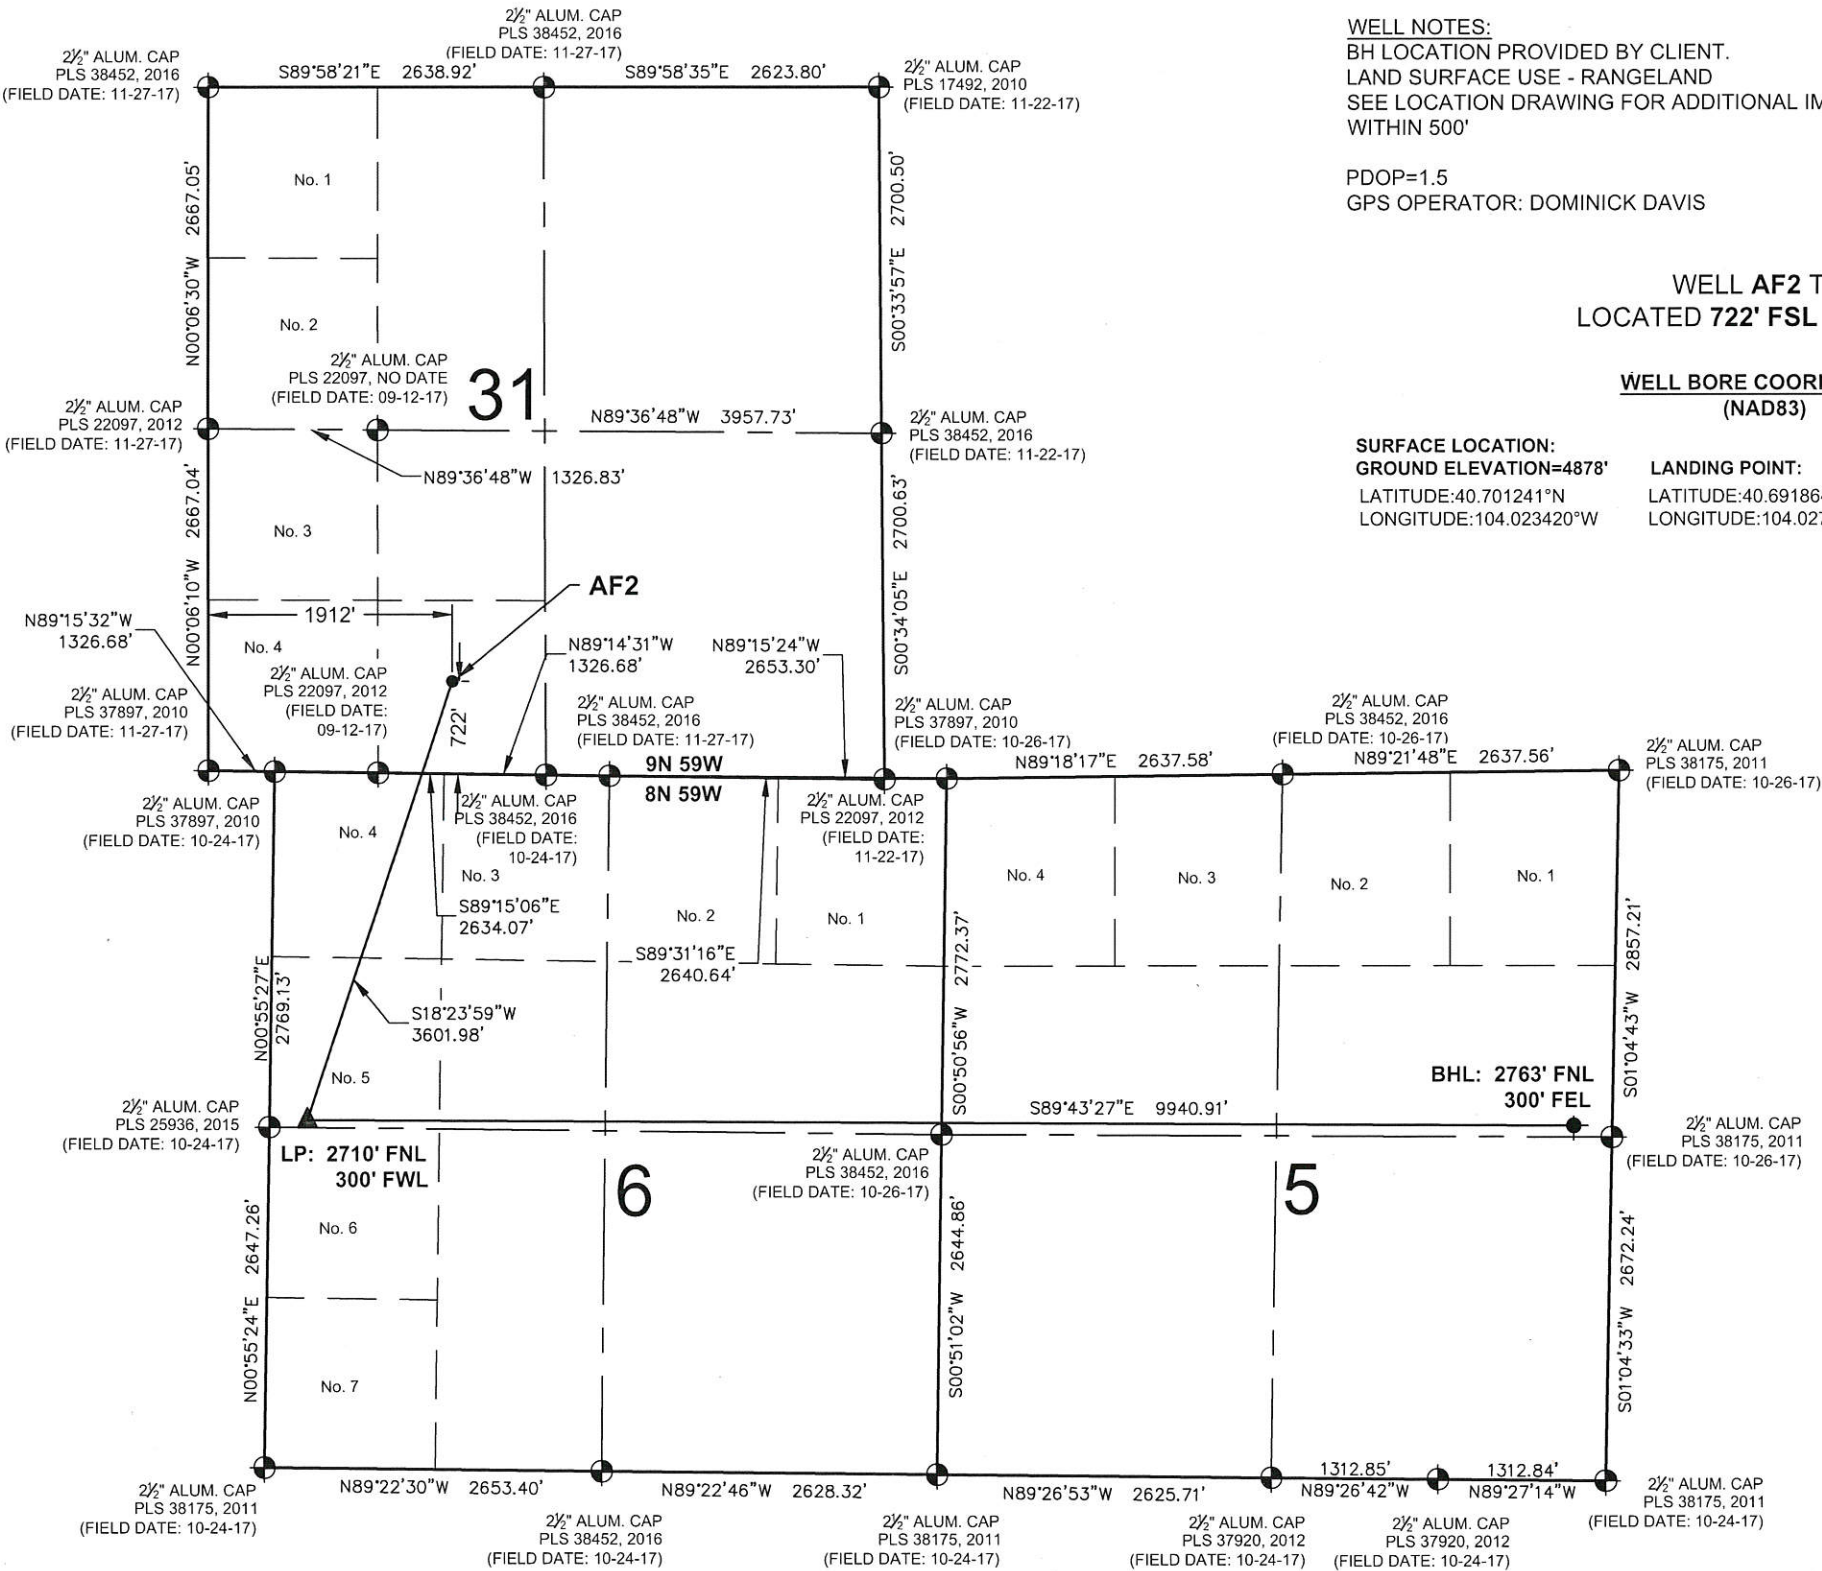 2½" ALUM. CAP
PLS 38452, 2016
(FIELD DATE: 11-27-17)
2½" ALUM. CAP
PLS 38452, 2016
(FIELD DATE: 11-27-17)
S89°58'21"E 2638.92'
S89°58'35"E 2623.80'
2½" ALUM. CAP
PLS 17492, 2010
(FIELD DATE: 11-22-17)
WELL NOTES:
BH LOCATION PROVIDED BY CLIENT.
LAND SURFACE USE - RANGELAND
SEE LOCATION DRAWING FOR ADDITIONAL IM
WITHIN 500'
PDOP=1.5
GPS OPERATOR: DOMINICK DAVIS
WELL AF2 T
LOCATED 722' FSL
WELL BORE COORI
(NAD83)
SURFACE LOCATION:
GROUND ELEVATION=4878'
LATITUDE:40.701241°N
LONGITUDE:104.023420°W
LANDING POINT:
LATITUDE:40.69186
LONGITUDE:104.027
N00°06'30"W 2667.05'
No. 1
S00°33'57"E 2700.50'
No. 2
2½" ALUM. CAP
PLS 22097, NO DATE
(FIELD DATE: 09-12-17)
31
2½" ALUM. CAP
PLS 22097, 2012
(FIELD DATE: 11-27-17)
N89°36'48"W 3957.73'
2½" ALUM. CAP
PLS 38452, 2016
(FIELD DATE: 11-22-17)
N89°36'48"W 1326.83'
N00°06'10"W 2667.04'
No. 3
S00°34'05"E 2700.63'
AF2
1912'
N89°15'32"W
1326.68'
No. 4
N89°14'31"W
1326.68'
N89°15'24"W
2653.30'
2½" ALUM. CAP
PLS 22097, 2012
(FIELD DATE:
09-12-17)
2½" ALUM. CAP
PLS 37897, 2010
(FIELD DATE: 11-27-17)
722'
2½" ALUM. CAP
PLS 38452, 2016
(FIELD DATE: 11-27-17)
2½" ALUM. CAP
PLS 37897, 2010
(FIELD DATE: 10-26-17)
2½" ALUM. CAP
PLS 38452, 2016
(FIELD DATE: 10-26-17)
9N 59W
8N 59W
N89°18'17"E 2637.58'
N89°21'48"E 2637.56'
2½" ALUM. CAP
PLS 38175, 2011
(FIELD DATE: 10-26-17)
2½" ALUM. CAP
PLS 37897, 2010
(FIELD DATE: 10-24-17)
No. 4
2½" ALUM. CAP
PLS 38452, 2016
(FIELD DATE:
10-24-17)
2½" ALUM. CAP
PLS 22097, 2012
(FIELD DATE:
11-22-17)
No. 3
No. 2
No. 1
No. 4
No. 3
No. 2
No. 1
S89°15'06"E
2634.07'
S89°31'16"E
2640.64'
N00°55'27"E
2769.13'
S00°50'56"W 2772.37'
S01°04'43"W 2857.21'
S18°23'59"W
3601.98'
No. 5
BHL: 2763' FNL
300' FEL
S89°43'27"E 9940.91'
2½" ALUM. CAP
PLS 25936, 2015
(FIELD DATE: 10-24-17)
LP: 2710' FNL
300' FWL
2½" ALUM. CAP
PLS 38452, 2016
(FIELD DATE: 10-26-17)
2½" ALUM. CAP
PLS 38175, 2011
(FIELD DATE: 10-26-17)
6
5
No. 6
N00°55'24"E 2647.26'
S00°51'02"W 2644.86'
S01°04'33"W 2672.24'
No. 7
N89°22'30"W 2653.40'
N89°22'46"W 2628.32'
N89°26'53"W 2625.71'
1312.85'
N89°26'42"W
1312.84'
N89°27'14"W
2½" ALUM. CAP
PLS 38175, 2011
(FIELD DATE: 10-24-17)
2½" ALUM. CAP
PLS 38452, 2016
(FIELD DATE: 10-24-17)
2½" ALUM. CAP
PLS 38175, 2011
(FIELD DATE: 10-24-17)
2½" ALUM. CAP
PLS 37920, 2012
(FIELD DATE: 10-24-17)
2½" ALUM. CAP
PLS 37920, 2012
(FIELD DATE: 10-24-17)
2½" ALUM. CAP
PLS 38175, 2011
(FIELD DATE: 10-24-17)